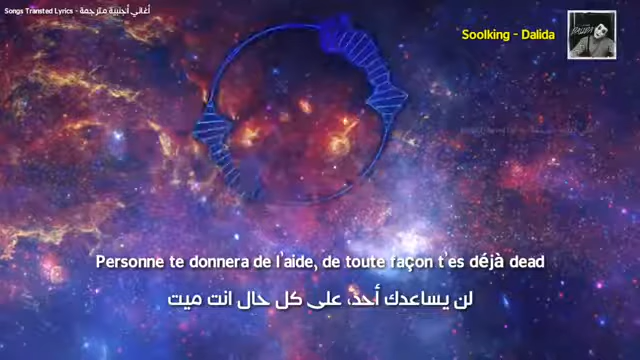 Songs Transted Lyrics - أغاني أجنبية مترجمة
Soolking - Dalida
Personne te donnera de l'aide, de toute façon t'es déjà dead
لن يساعدك أحد، على كل حال انت ميت